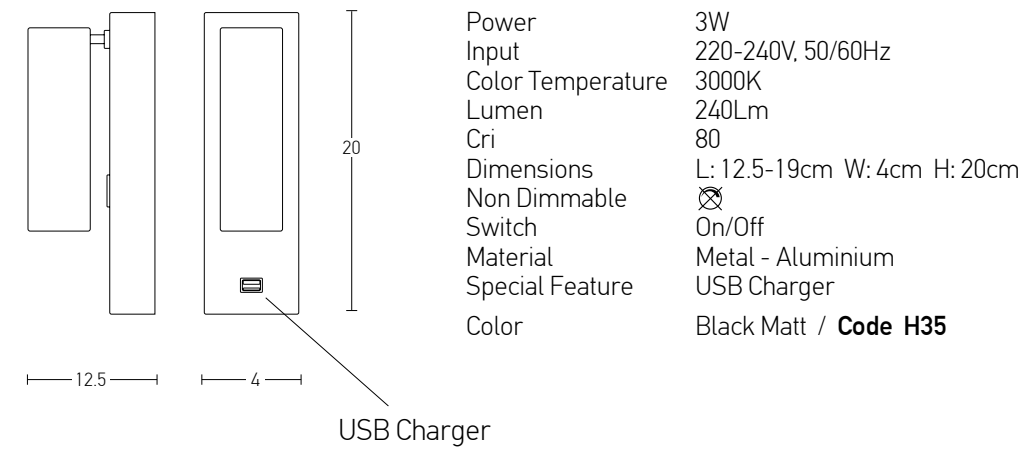 Power 3W
Input 220-240V, 50/60Hz
Color Temperature 3000K
Lumen 240Lm
Cri 80
Dimensions L: 12.5-19cm W: 4cm H: 20cm
Non Dimmable
Switch On/Off
Material Metal - Aluminium
Special Feature USB Charger
Color Black Matt / Code H35
20
12.5
4
USB Charger